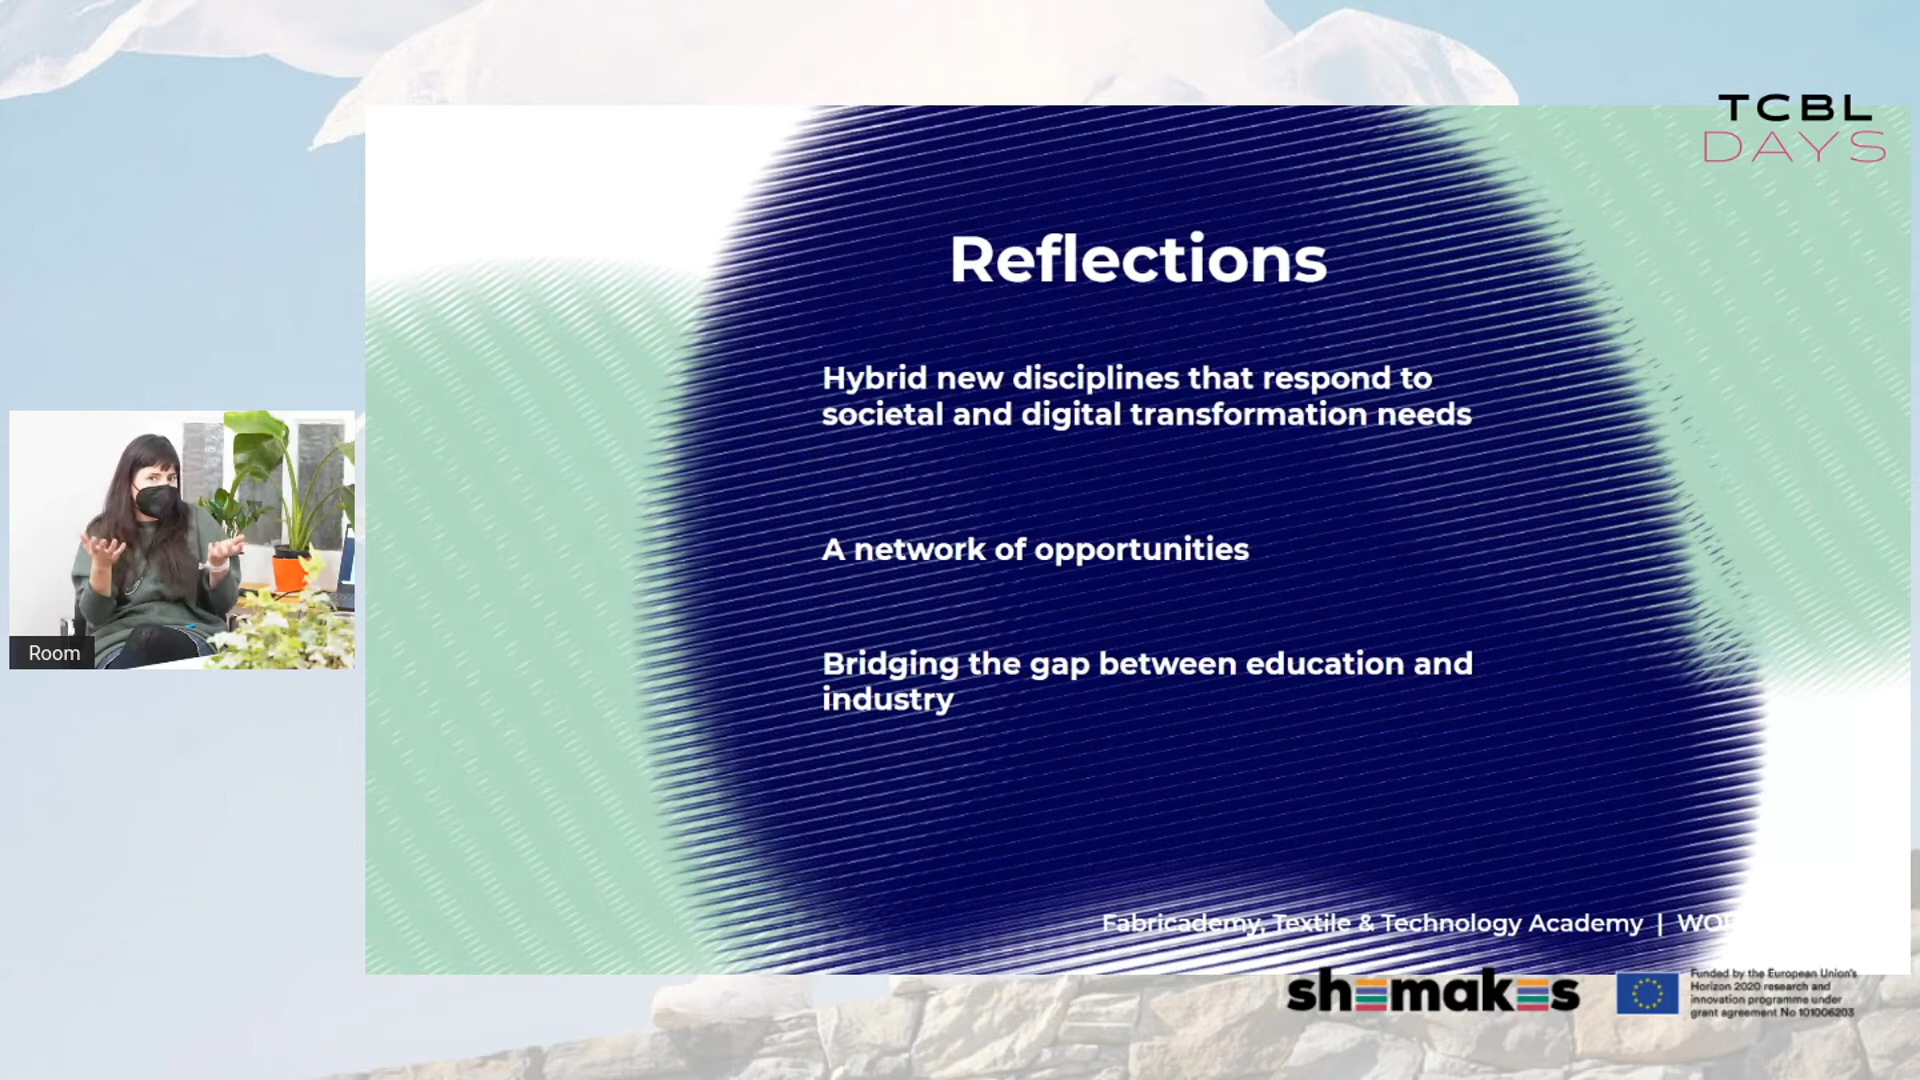 TCBL
DAYS
Reflections
Hybrid new disciplines that respond to
societal and digital transformation needs
A network of opportunities
Bridging the gap between education and
industry
Room
Fabricademy, Textile & Technology Academy |
shemakes
Funded by the European Union's
Horizon 2020 research and
innovation programme under
grant agreement No 101006203